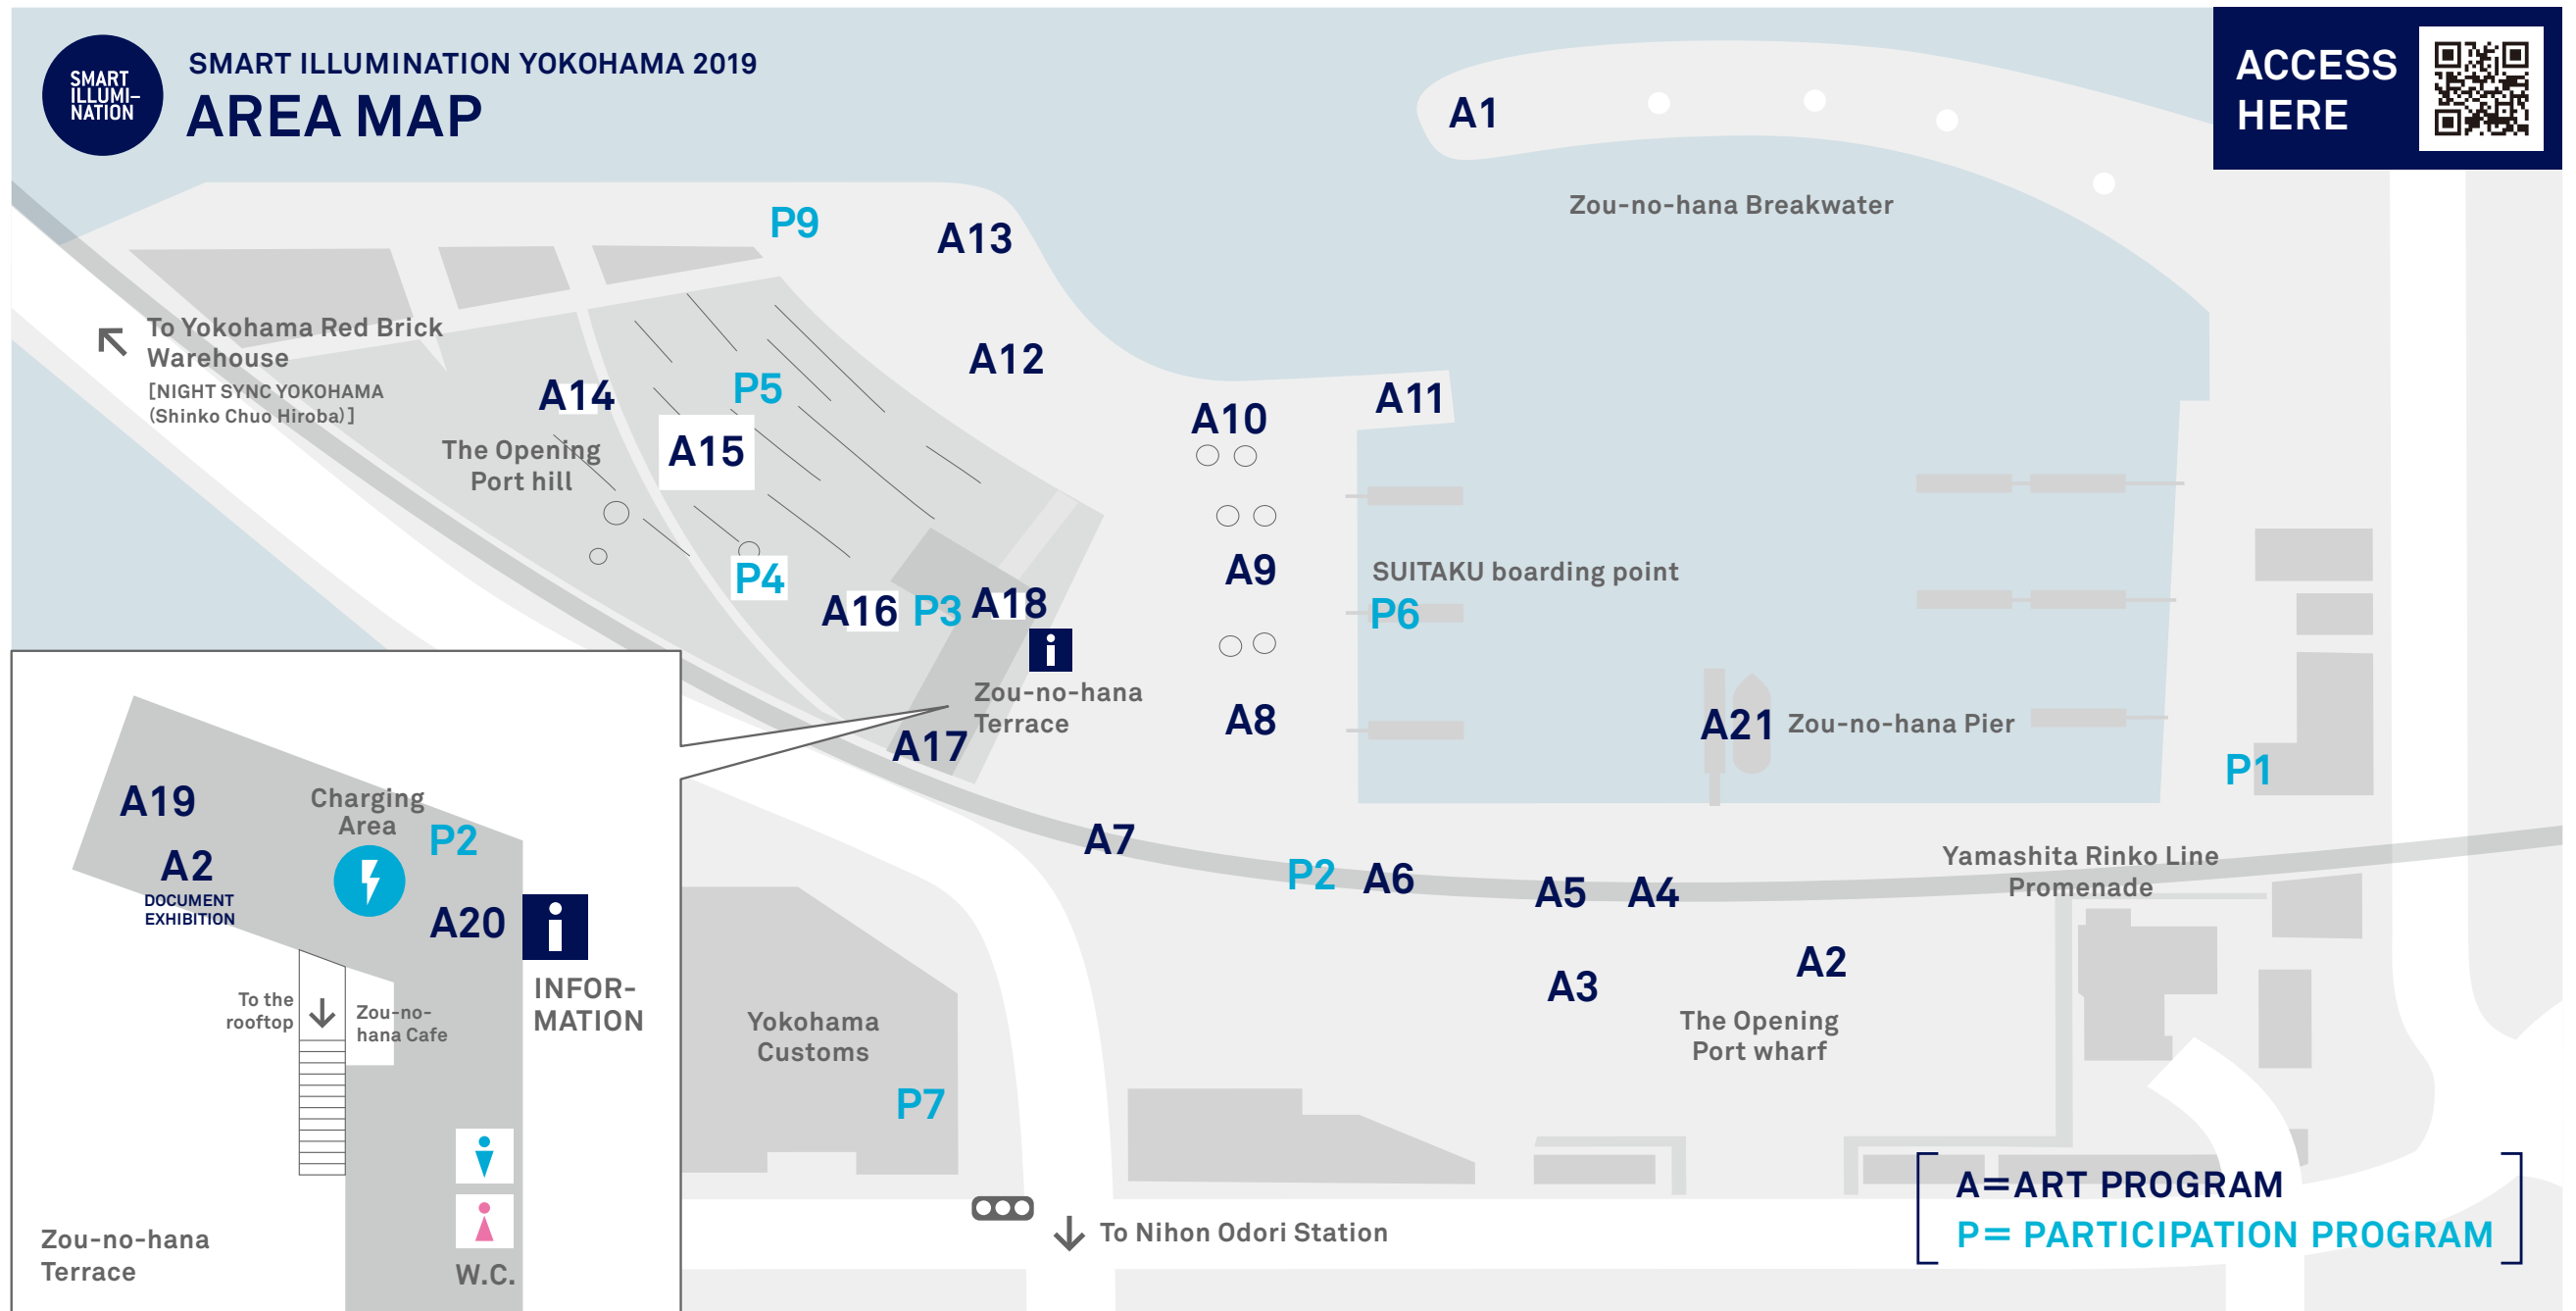 SMART
ILLUMI-
NATION
SMART ILLUMINATION YOKOHAMA 2019
AREA MAP
ACCESS
HERE
A1
Zou-no-hana Breakwater
P9
A13
To Yokohama Red Brick
Warehouse
[NIGHT SYNC YOKOHAMA
(Shinko Chuo Hiroba)]
A12
A14
P5
A11
A10
The Opening
Port hill
A15
A9
SUITAKU boarding point
P4
A16
P3
A18
P6
i
Zou-no-hana
Terrace
A8
A21
Zou-no-hana Pier
A17
P1
A7
P2
A6
A5
A4
Yamashita Rinko Line
Promenade
A3
A2
The Opening
Port wharf
A19
Charging
Area
P2
A2
DOCUMENT
EXHIBITION
A20
i
INFOR-
MATION
To the
rooftop
Zou-no-
hana Cafe
W.C.
Zou-no-hana
Terrace
Yokohama
Customs
P7
To Nihon Odori Station
A=ART PROGRAM
P= PARTICIPATION PROGRAM